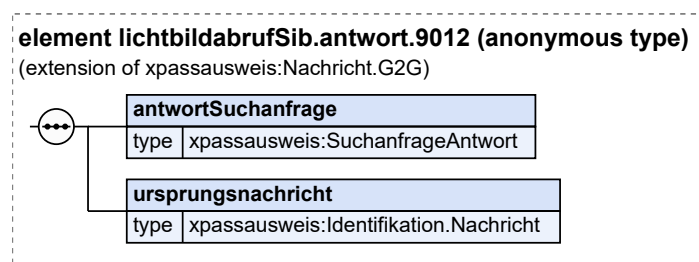 element lichtbildabrufSib.antwort.9012 (anonymous type)
(extension of xpassausweis:Nachricht.G2G)
antwortSuchanfrage
type xpassausweis:SuchanfrageAntwort
ursprungsnachricht
type xpassausweis:Identifikation.Nachricht